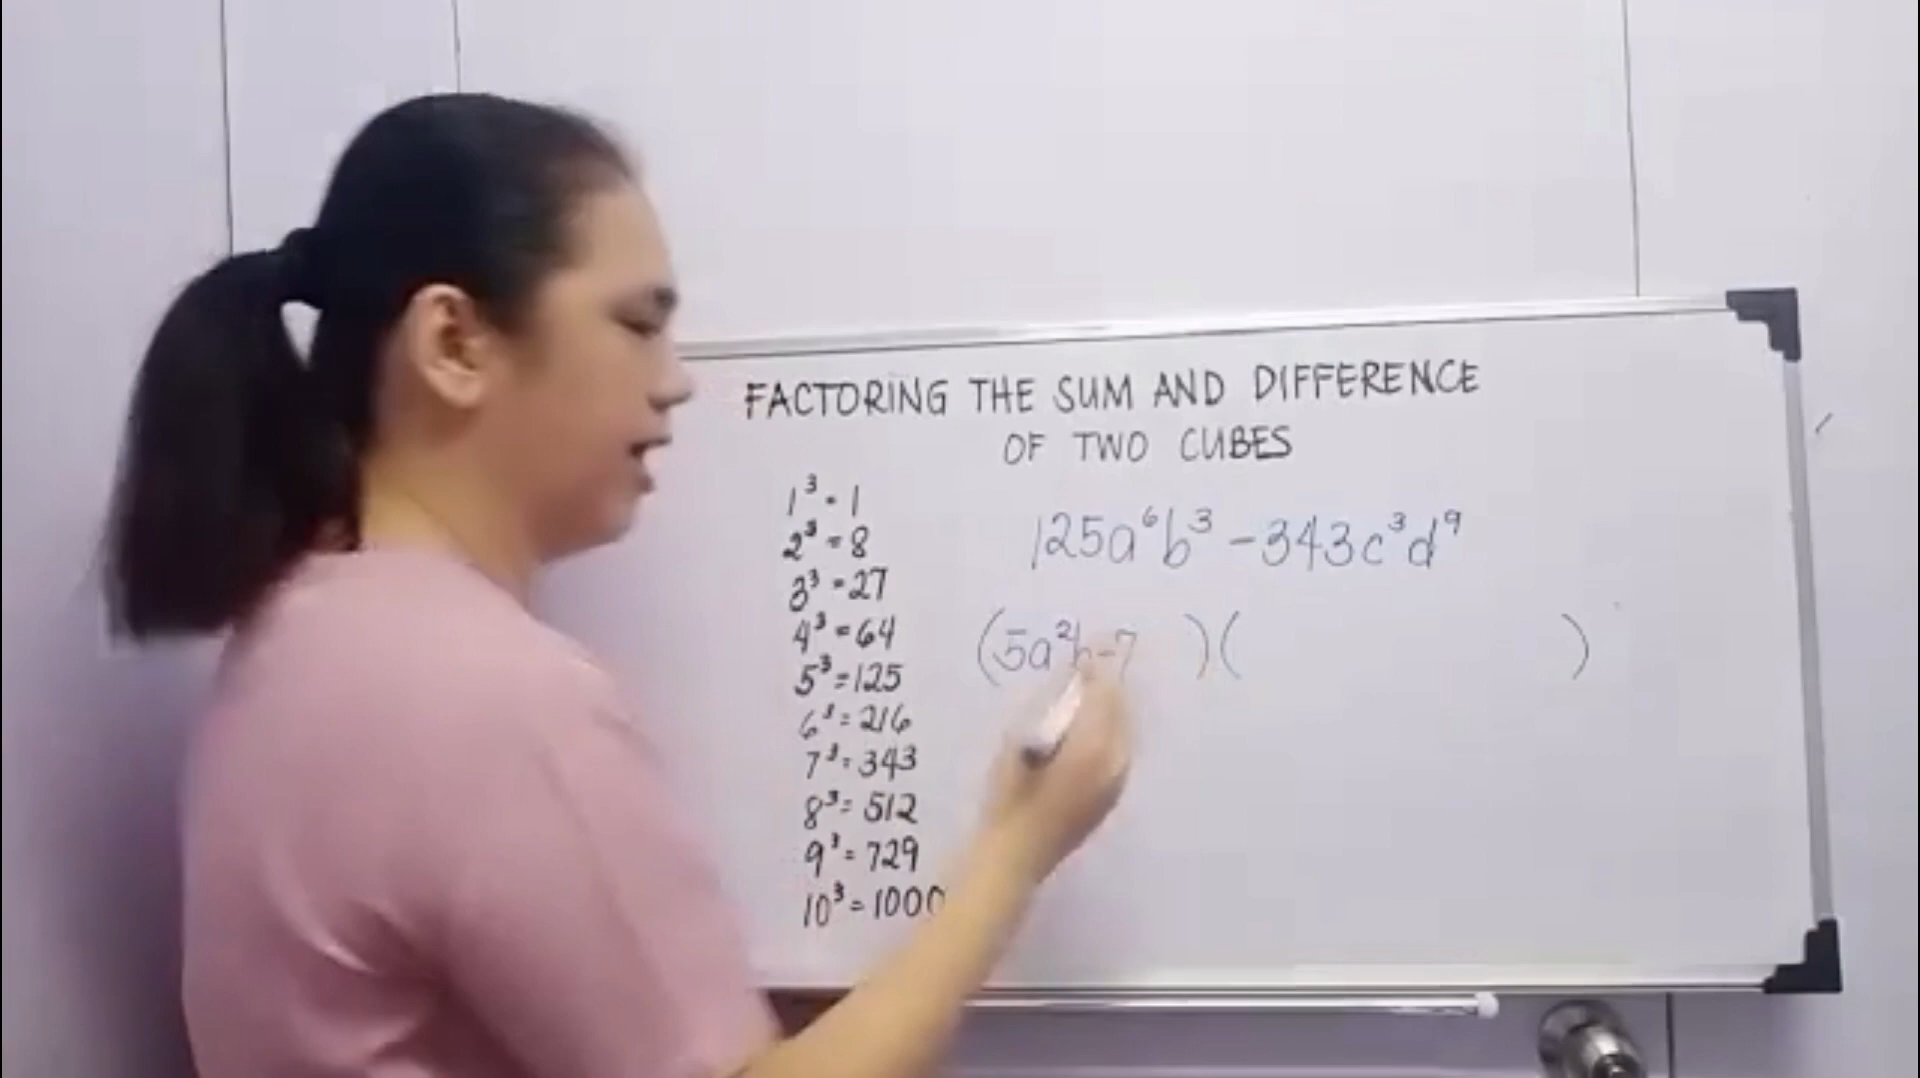 FACTORING THE SUM AND DIFFERENCE
OF TWO CUBES
1³ = 1
2³ = 8
3³ = 27
4³ = 64
5³ = 125
6³ = 216
7³ = 343
8³ = 512
9³ = 729
10³ = 1000
125a⁶b³ - 343c³d⁹
(5a²b - 7 )( )